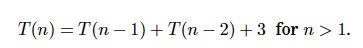 T(n) = T(n − 1) + T(n − 2) + 3 for n > 1.